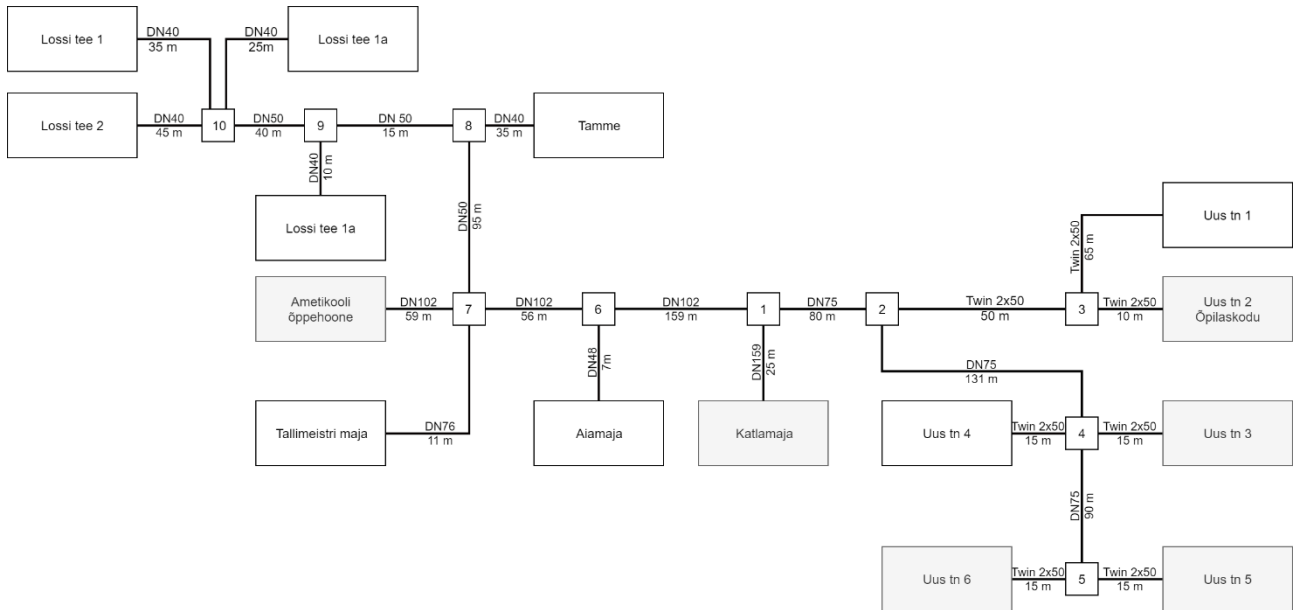 Lossi tee 1
DN40
35 m
DN40
25m
Lossi tee 1a
Lossi tee 2
DN40
45 m
10
DN50
40 m
9
DN 50
15 m
8
DN40
35 m
Tamme
DN40
10 m
Lossi tee 1a
DN50
95 m
Uus tn 1
Twin 2x50
65 m
Ametikooli
õppehoone
DN102
59 m
7
DN102
56 m
6
DN102
159 m
1
DN75
80 m
2
Twin 2x50
50 m
3
Twin 2x50
10 m
Uus tn 2
Õpilaskodu
DN48
7m
DN159
25 m
DN75
131 m
Tallimeistri maja
DN76
11 m
Aiamaja
Katlamaja
Uus tn 4
Twin 2x50
15 m
4
Twin 2x50
15 m
Uus tn 3
DN75
90 m
Uus tn 6
Twin 2x50
15 m
5
Twin 2x50
15 m
Uus tn 5